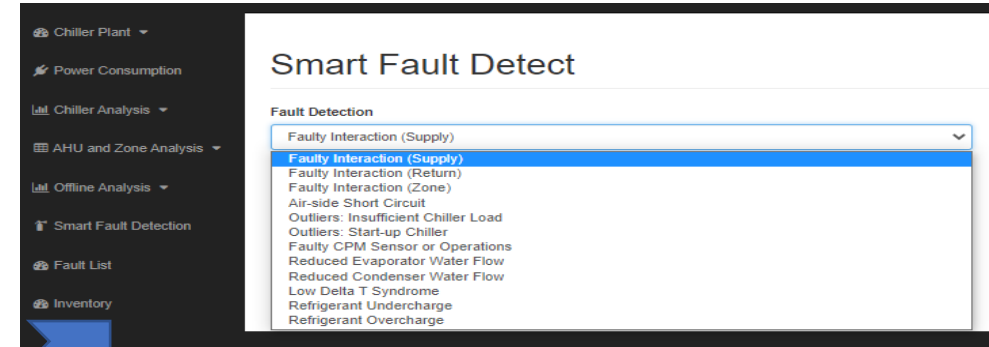 Chiller Plant
Power Consumption
Chiller Analysis
AHU and Zone Analysis
Offline Analysis
Smart Fault Detection
Fault List
Inventory
Smart Fault Detect
Fault Detection
Faulty Interaction (Supply)
Faulty Interaction (Supply)
Faulty Interaction (Return)
Faulty Interaction (Zone)
Air-side Short Circuit
Outliers: Insufficient Chiller Load
Outliers: Start-up Chiller
Faulty CPM Sensor or Operations
Reduced Evaporator Water Flow
Reduced Condenser Water Flow
Low Delta T Syndrome
Refrigerant Undercharge
Refrigerant Overcharge